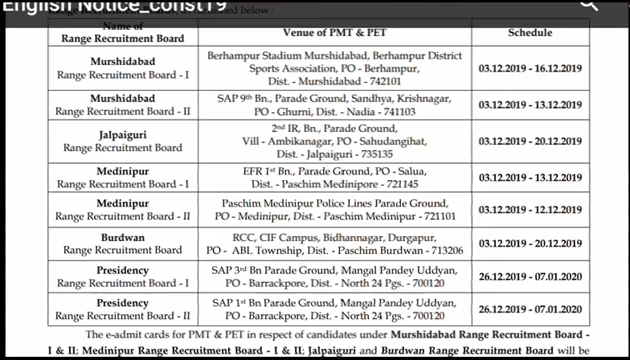 English Notice_const19
below :
Name of
Range Recruitment Board
Venue of PMT & PET
Schedule
Murshidabad
Range Recruitment Board - I
Berhampur Stadium Murshidabad, Berhampur District
Sports Association, PO - Berhampur,
Dist. - Murshidabad - 742101
03.12.2019 - 16.12.2019
Murshidabad
Range Recruitment Board - II
SAP 9th Bn., Parade Ground, Sandhya, Krishnagar,
PO - Ghurni, Dist. - Nadia - 741103
03.12.2019 - 13.12.2019
Jalpaiguri
Range Recruitment Board
2nd IR, Bn., Parade Ground,
Vill - Ambikanagar, PO - Sahudangihat,
Dist. - Jalpaiguri - 735135
03.12.2019 - 20.12.2019
Medinipur
Range Recruitment Board - I
EFR 1st Bn., Parade Ground, PO - Salua,
Dist. - Paschim Medinipore - 721145
03.12.2019 - 13.12.2019
Medinipur
Range Recruitment Board - II
Paschim Medinipur Police Lines Parade Ground,
PO - Medinipur, Dist. - Paschim Medinipur - 721101
03.12.2019 - 12.12.2019
Burdwan
Range Recruitment Board
RCC, CIF Campus, Bidhannagar, Durgapur,
PO - ABL Township, Dist. - Paschim Burdwan - 713206
03.12.2019 - 20.12.2019
Presidency
Range Recruitment Board - I
SAP 3rd Bn Parade Ground, Mangal Pandey Uddyan,
PO - Barrackpore, Dist. - North 24 Pgs. - 700120
26.12.2019 - 07.01.2020
Presidency
Range Recruitment Board - II
SAP 1st Bn Parade Ground, Mangal Pandey Uddyan,
PO - Barrackpore, Dist. - North 24 Pgs. - 700120
26.12.2019 - 07.01.2020
The e-admit cards for PMT & PET in respect of candidates under Murshidabad Range Recruitment Board -
I & II; Medinipur Range Recruitment Board - I & II; Jalpaiguri and Burdwan Range Recruitment Board will be